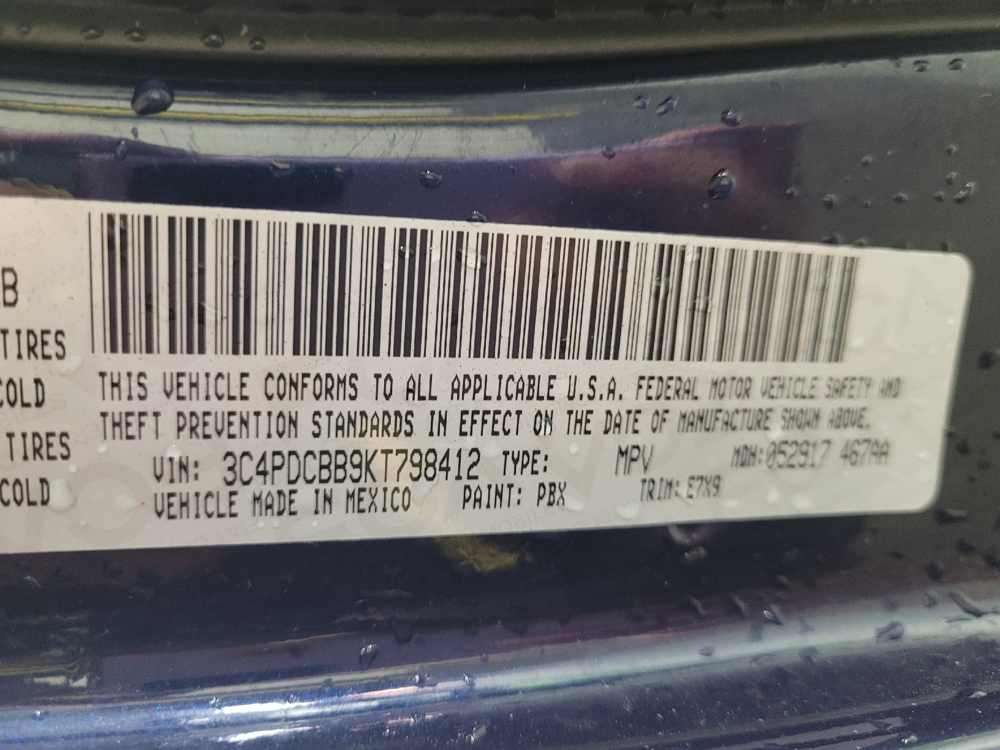 B
TIRES
COLD
TIRES
COLD
THIS VEHICLE CONFORMS TO ALL APPLICABLE U.S.A. FEDERAL MOTOR VEHICLE SAFETY AND
THEFT PREVENTION STANDARDS IN EFFECT ON THE DATE OF MANUFACTURE SHOWN ABOVE.
VIN: 3C4PDCBB9KT798412 TYPE: MPV MDH: 052917 467AA
VEHICLE MADE IN MEXICO PAINT: PBX TRIM: E7X9